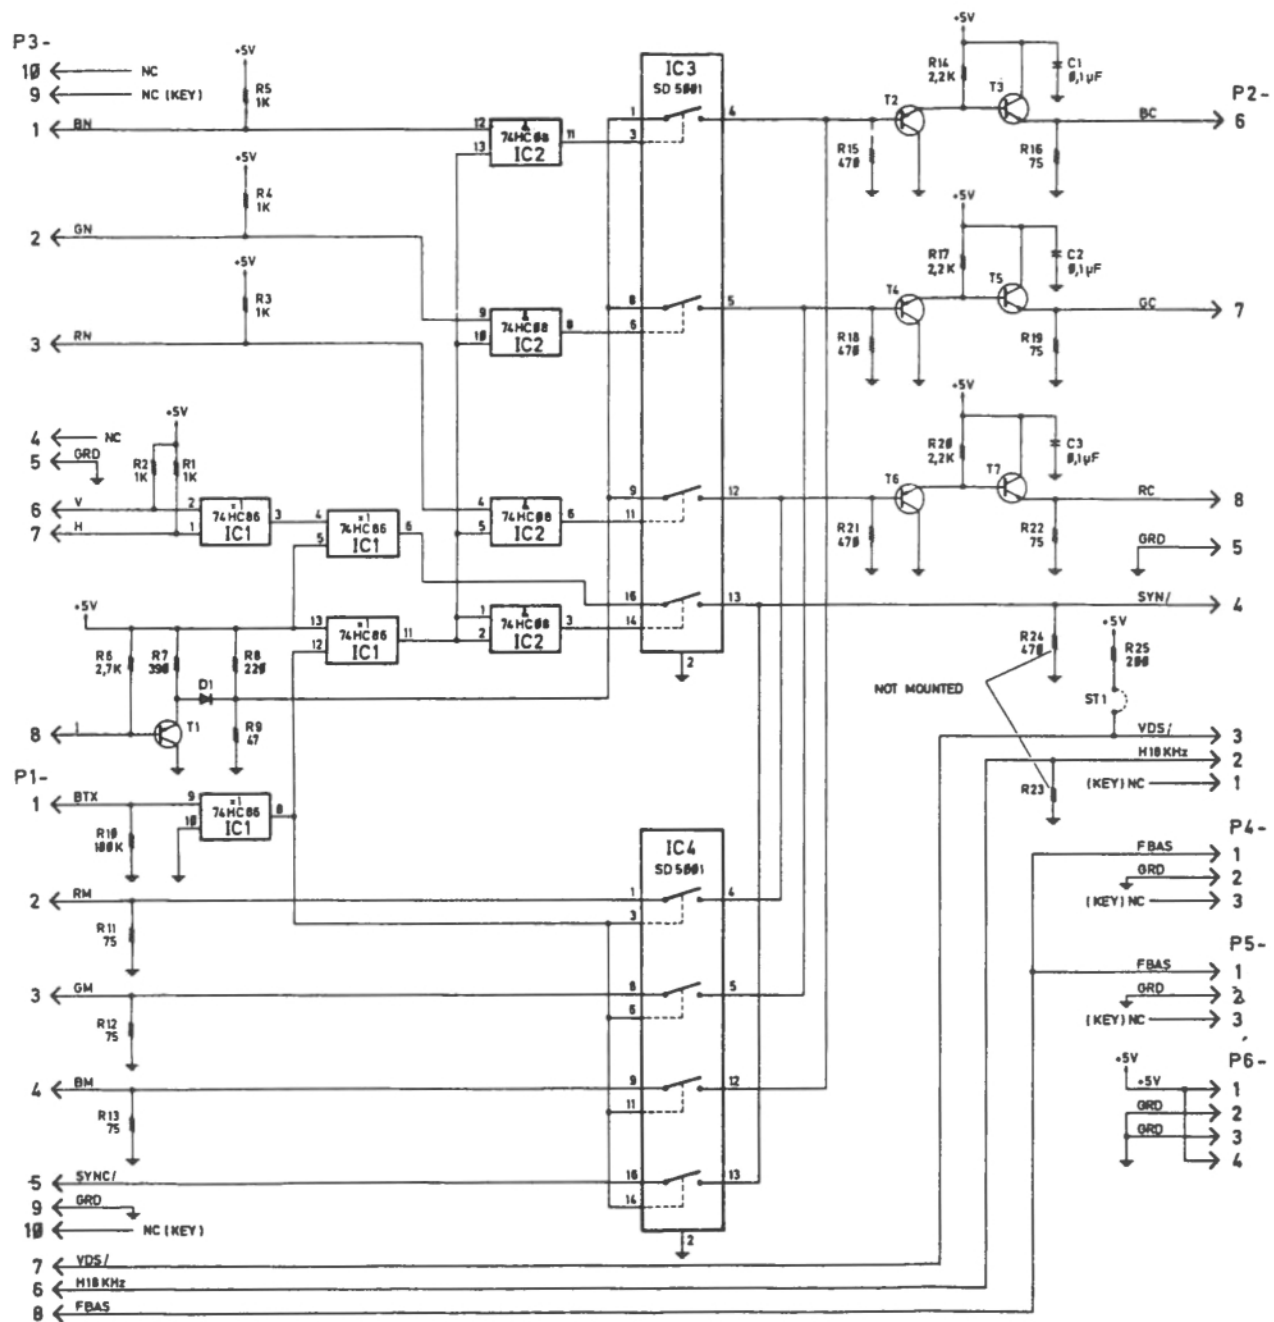 P3-
10 NC
9 NC (KEY)
1 BN
+5V
R5
1K
+5V
R4
1K
2 GN
+5V
R3
1K
3 RN
+5V
4 NC
5 GRD
R2
1K
R1
1K
6 V
7 H
2
1
74HC86
IC1
3
4
5
74HC86
IC1
6
+5V
R6
2,7K
R7
390
R8
220
D1
R9
47
T1
8 I
13
12
74HC86
IC1
11
P1-
1 BTX
R10
100K
9
10
74HC86
IC1
8
2 RM
R11
75
3 GM
R12
75
4 BM
R13
75
5 SYNC/
9 GRD
10 NC (KEY)
7 VDS/
6 H18KHz
8 FBAS
12
13
&
74HC08
IC2
11
9
10
&
74HC08
IC2
8
4
5
&
74HC08
IC2
6
1
2
&
74HC08
IC2
3
IC3
SD 5001
1
3
4
8
6
5
9
11
12
16
14
13
2
IC4
SD 5001
1
3
4
8
6
5
9
11
12
16
14
13
2
+5V
R14
2,2K
C1
0,1µF
T2
T3
R15
470
R16
75
P2-
BC 6
+5V
R17
2,2K
C2
0,1µF
T4
T5
R18
470
R19
75
GC 7
+5V
R20
2,2K
C3
0,1µF
T6
T7
R21
470
R22
75
RC 8
GRD 5
SYN/ 4
R24
470
+5V
R25
200
NOT MOUNTED
ST1
VDS/ 3
H18KHz 2
R23
(KEY) NC 1
P4-
FBAS 1
GRD 2
(KEY) NC 3
P5-
FBAS 1
GRD 2
(KEY) NC 3
P6-
+5V
+5V 1
GRD 2
GRD 3
4